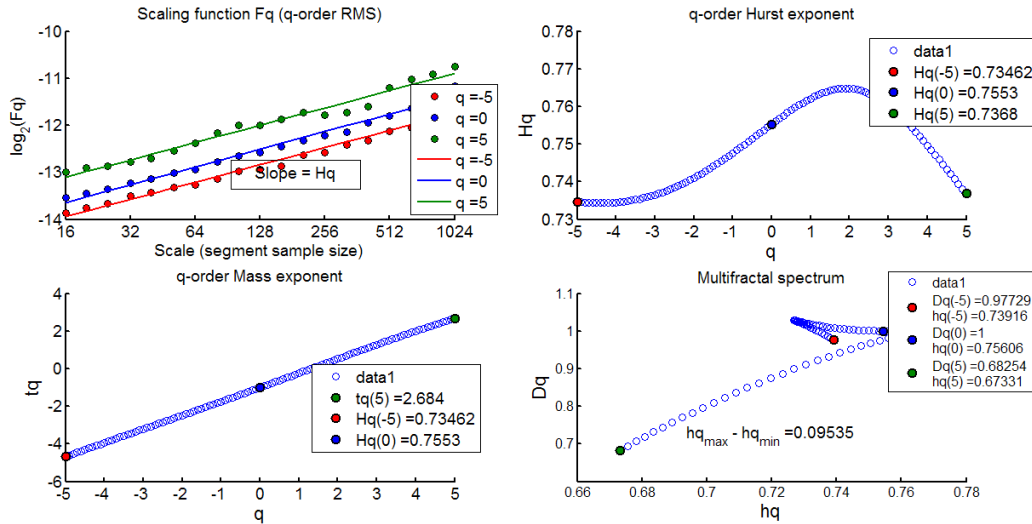 Scaling function Fq (q-order RMS)
-10
-11
-12
-13
-14
log2(Fq)
16
32
64
128
256
512
1024
Scale (segment sample size)
Slope = Hq
q =-5
q =0
q =5
q =-5
q =0
q =5
q-order Hurst exponent
0.78
0.77
0.76
0.75
0.74
0.73
Hq
-5
-4
-3
-2
-1
0
1
2
3
4
5
q
data1
Hq(-5) =0.73462
Hq(0) =0.7553
Hq(5) =0.7368
q-order Mass exponent
4
2
0
-2
-4
-6
tq
-5
-4
-3
-2
-1
0
1
2
3
4
5
q
data1
tq(5) =2.684
Hq(-5) =0.73462
Hq(0) =0.7553
Multifractal spectrum
1.1
1
0.9
0.8
0.7
0.6
Dq
0.66
0.68
0.7
0.72
0.74
0.76
0.78
hq
hqmax - hqmin =0.09535
data1
Dq(-5) =0.97729
hq(-5) =0.73916
Dq(0) =1
hq(0) =0.75606
Dq(5) =0.68254
hq(5) =0.67331